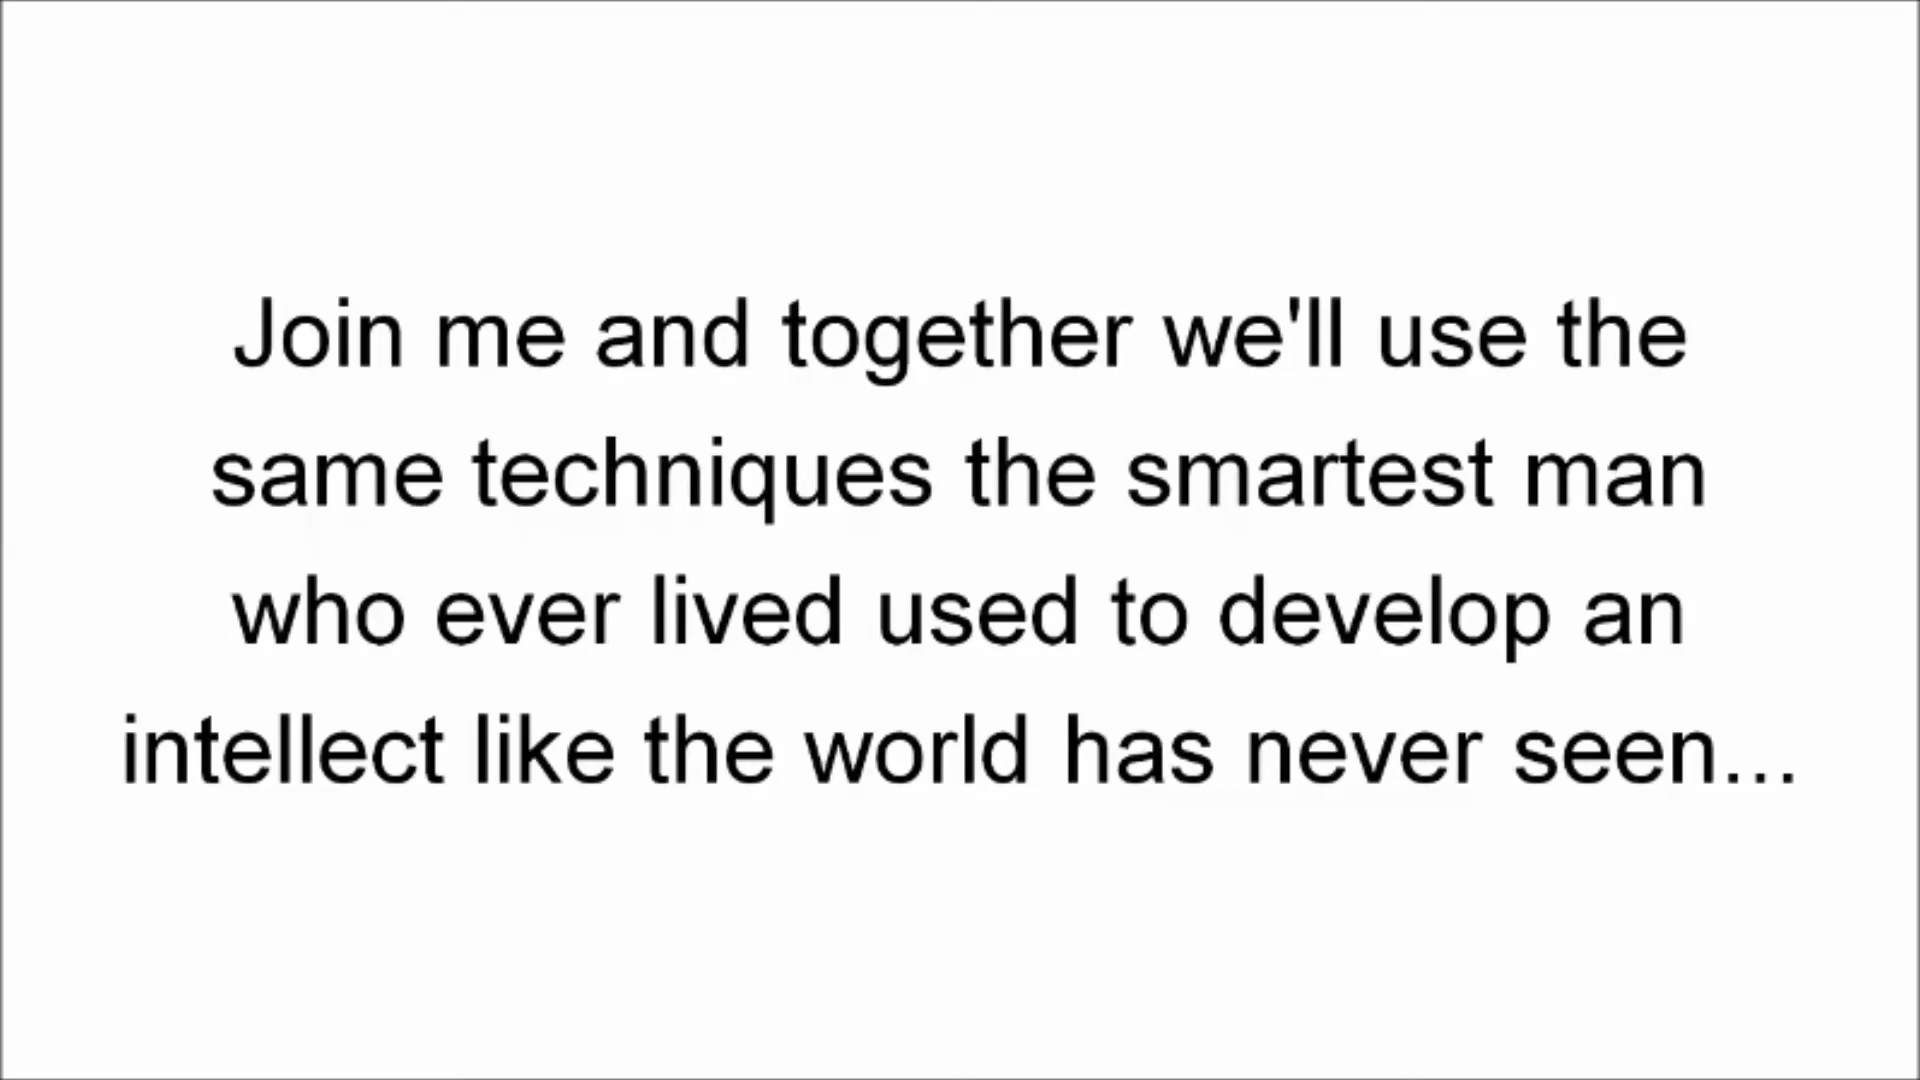 Join me and together we'll use the
same techniques the smartest man
who ever lived used to develop an
intellect like the world has never seen...